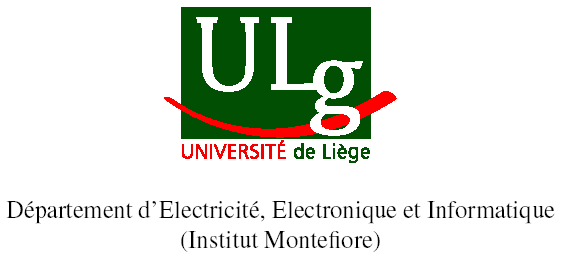 ULg
UNIVERSITÉ de Liège
Département d'Electricité, Electronique et Informatique
(Institut Montefiore)